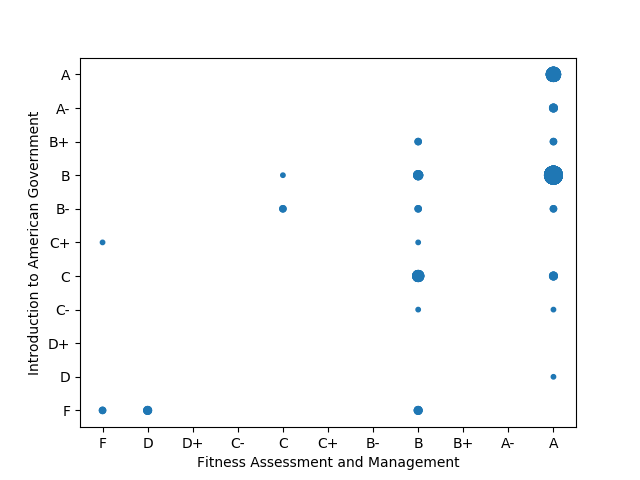 A
A-
B+
B
B-
C+
C
C-
D+
D
F
Introduction to American Government
F D D+ C- C C+ B- B B+ A- A
Fitness Assessment and Management